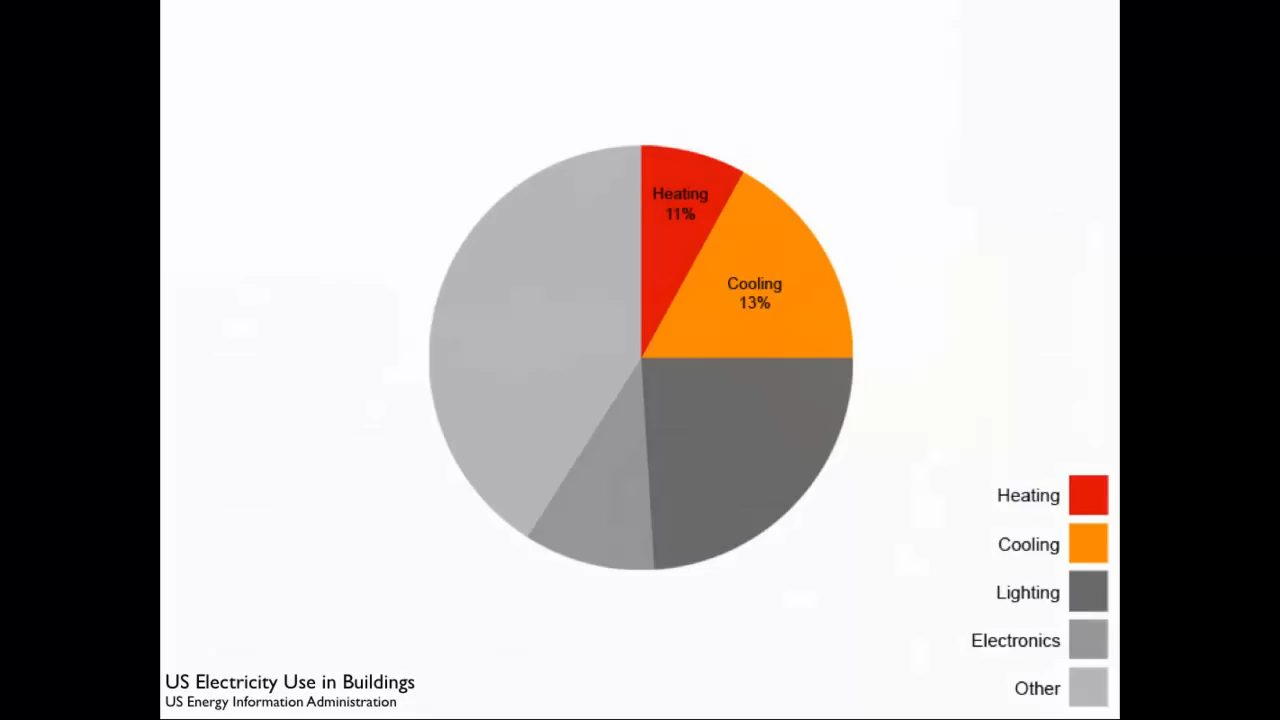 Heating
11%
Cooling
13%
Heating
Cooling
Lighting
Electronics
Other
US Electricity Use in Buildings
US Energy Information Administration